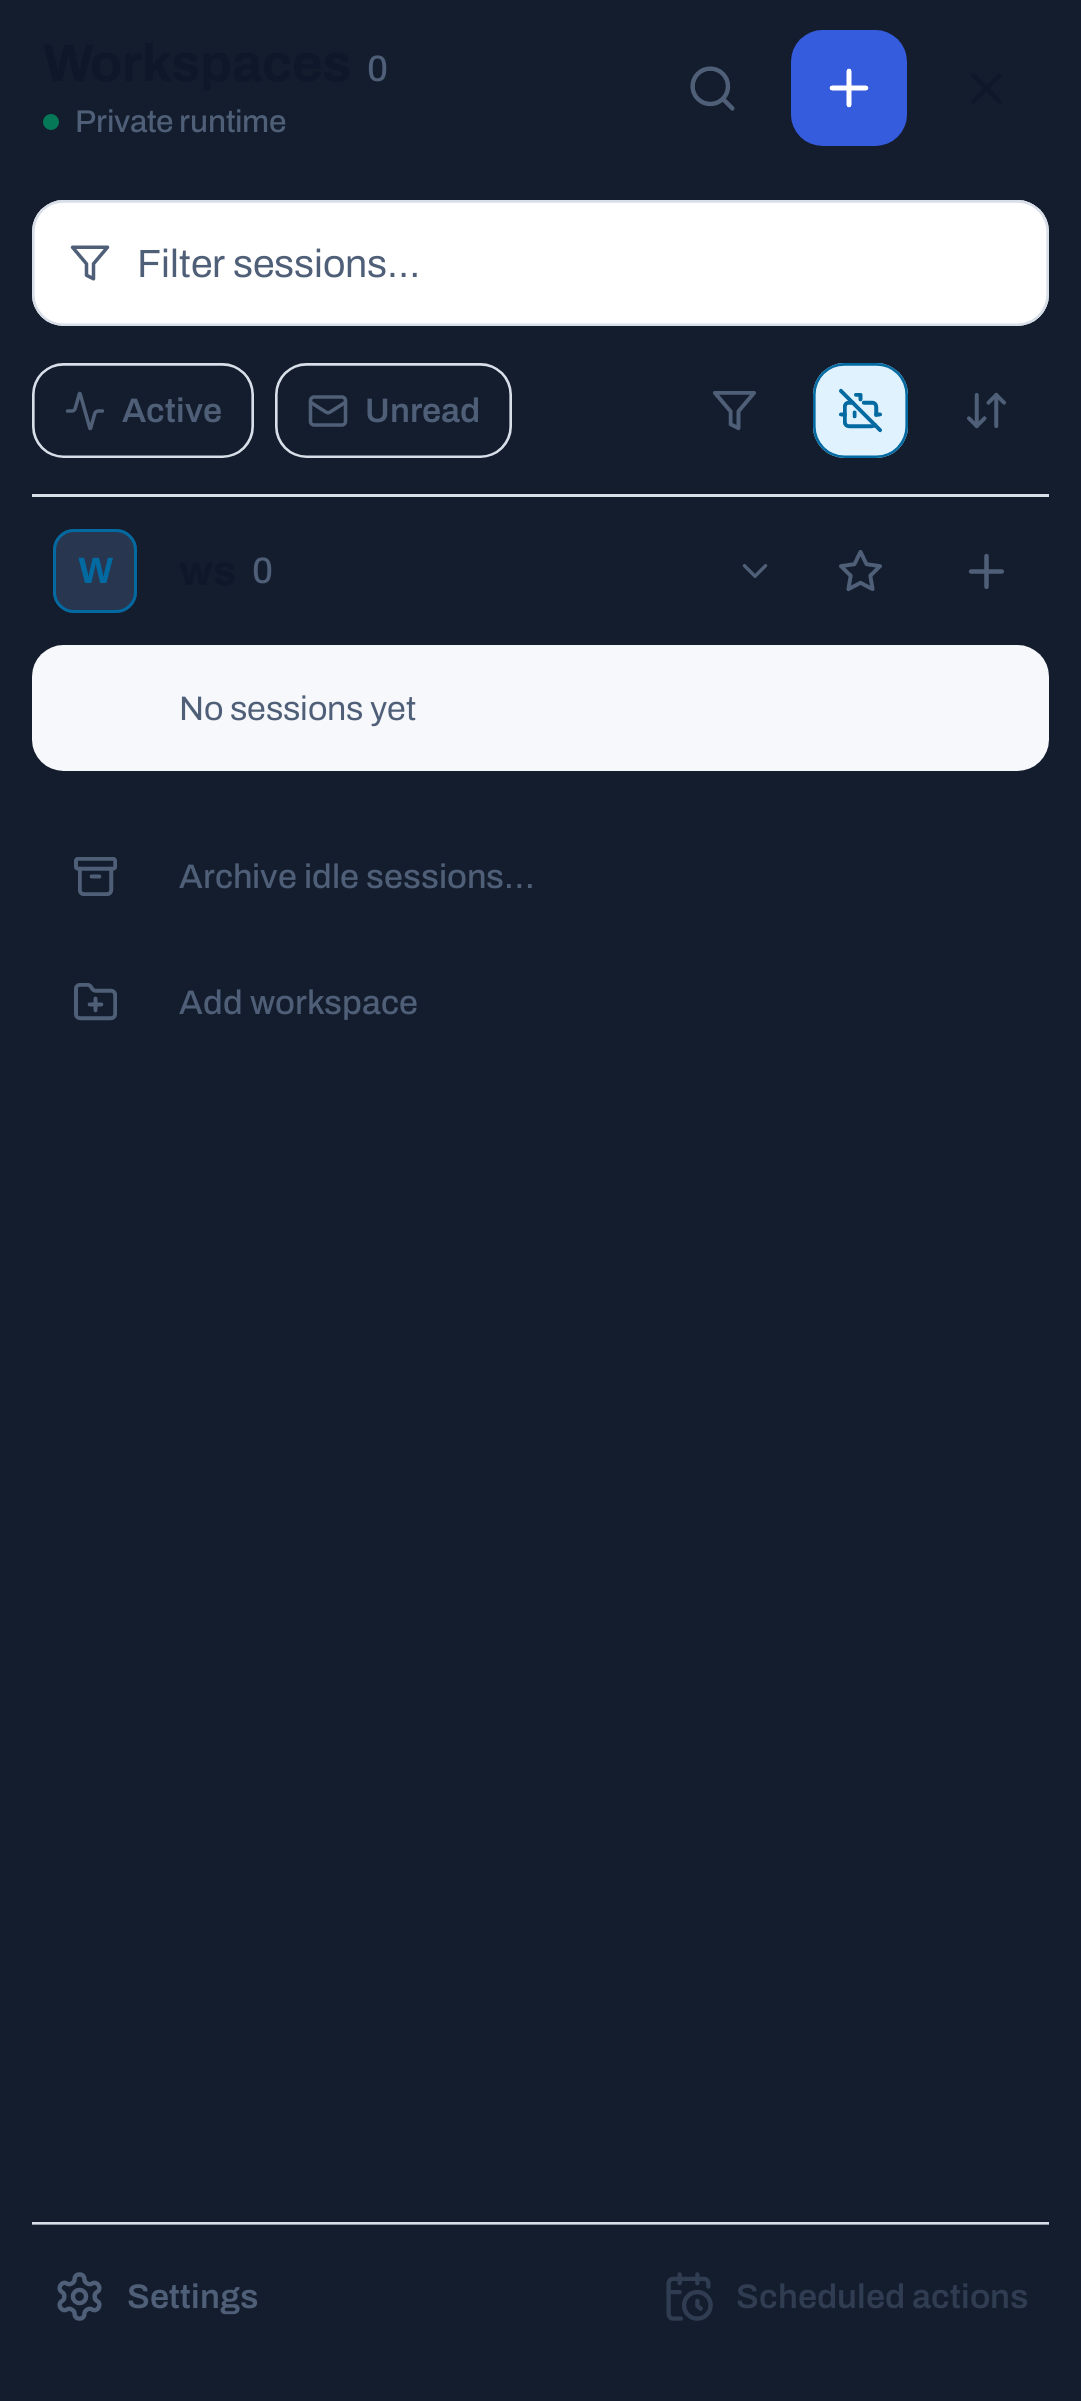 Workspaces 0
Private runtime
Filter sessions...
Active
Unread
W
ws 0
No sessions yet
Archive idle sessions...
Add workspace
Settings
Scheduled actions